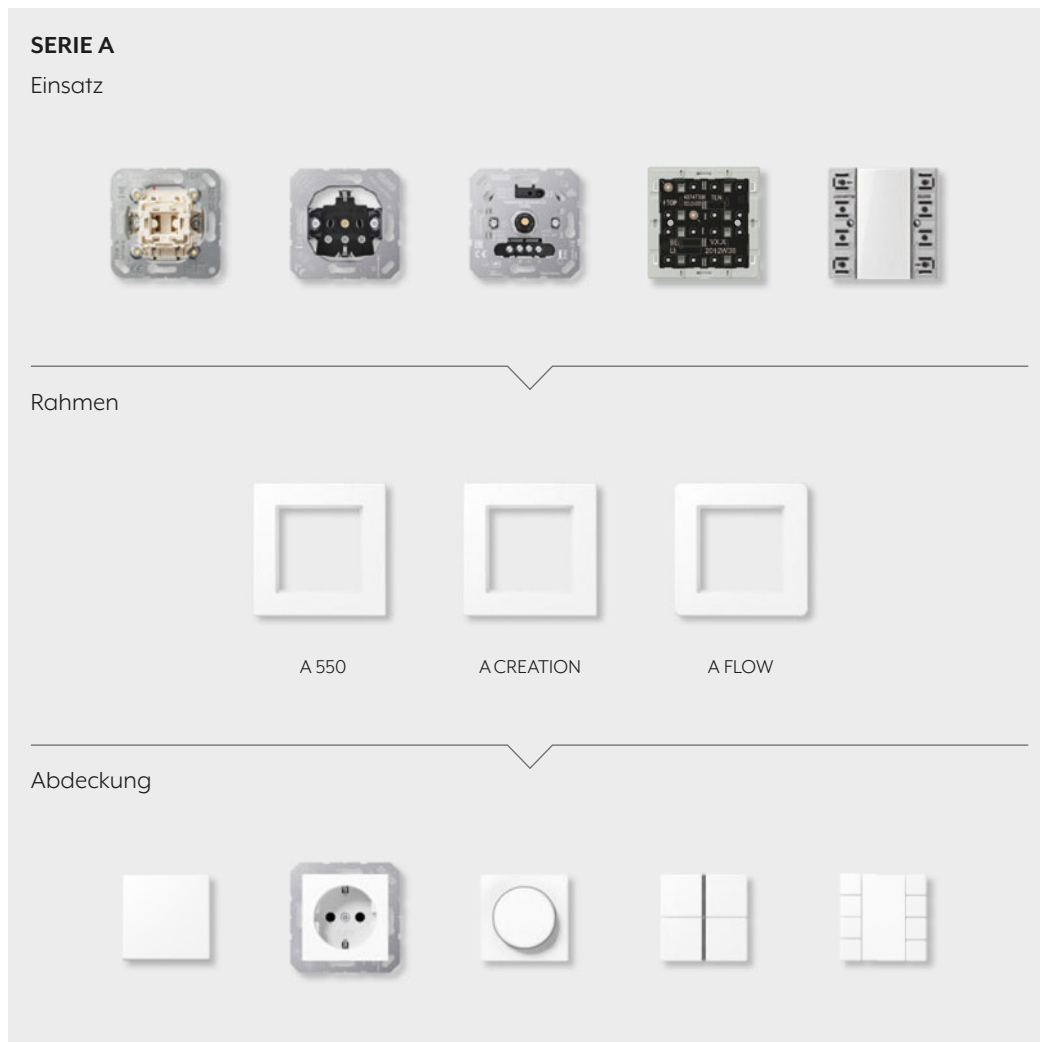 SERIE A
Einsatz
Rahmen
A 550
A CREATION
A FLOW
Abdeckung